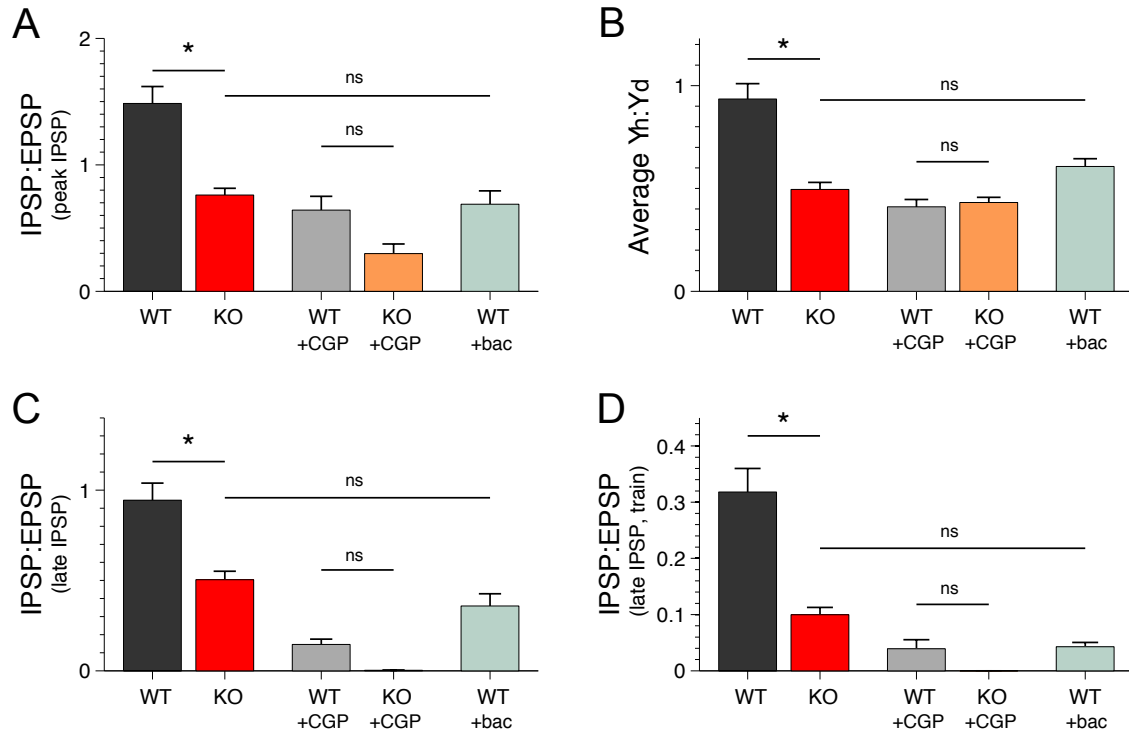 A
IPSP:EPSP
(peak IPSP)
2
1
0
*
ns
ns
WT
KO
WT
+CGP
KO
+CGP
WT
+bac
B
Average Yh:Yd
1
0
*
ns
ns
WT
KO
WT
+CGP
KO
+CGP
WT
+bac
C
IPSP:EPSP
(late IPSP)
1
0
*
ns
ns
WT
KO
WT
+CGP
KO
+CGP
WT
+bac
D
IPSP:EPSP
(late IPSP, train)
0.4
0.3
0.2
0.1
0
*
ns
ns
WT
KO
WT
+CGP
KO
+CGP
WT
+bac